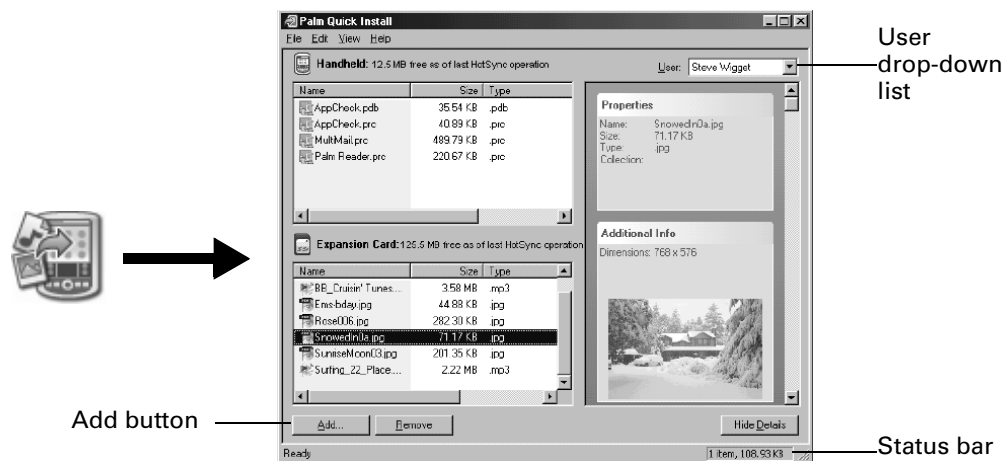 Palm Quick Install
File Edit View Help
Handheld: 12.5 MB free as of last HotSync operation
User: Steve Wigget
User drop-down list
Name Size Type
AppCheck.pdb 35.54 KB .pdb
AppCheck.prc 40.89 KB .prc
MultiMail.prc 489.79 KB .prc
Palm Reader.prc 220.67 KB .prc
Properties
Name: SnowedIn0a.jpg
Size: 71.17 KB
Type: .jpg
Collection:
Expansion Card: 125.5 MB free as of last HotSync operation
Name Size Type
BB_Cruisin' Tunes... 3.58 MB .mp3
Ems-bday.jpg 44.88 KB .jpg
Rose006.jpg 282.30 KB .jpg
SnowedIn0a.jpg 71.17 KB .jpg
SunriseMoon03.jpg 201.35 KB .jpg
Surfing_22_Place.... 2.22 MB .mp3
Additional Info
Dimensions: 768 x 576
Add button
Add... Remove
Hide Details
Ready
1 item, 108.93 KB
Status bar